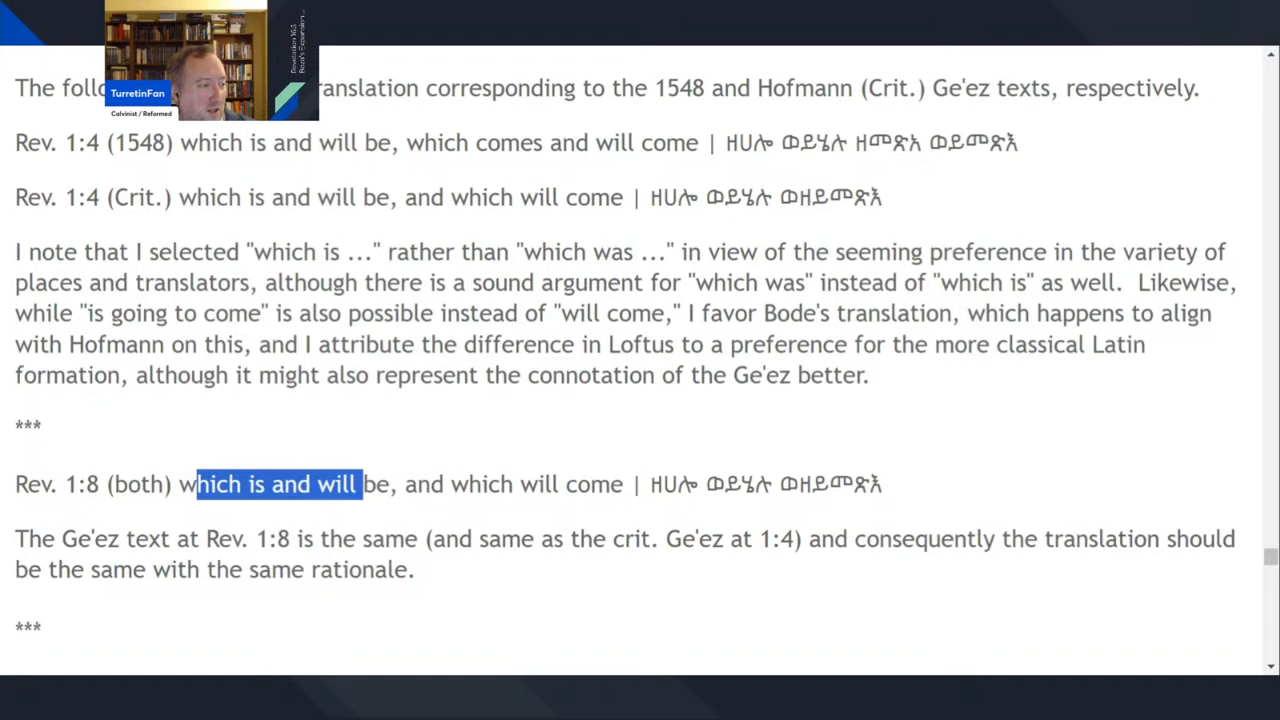 Revelation 16:5
TurretinFan
Calvinist / Reformed
The follo
ranslation corresponding to the 1548 and Hofmann (Crit.) Ge'ez texts, respectively.
Rev. 1:4 (1548) which is and will be, which comes and will come | ዘሀሎ ወይሄሉ ዘመጽአ ወይመጽእ
Rev. 1:4 (Crit.) which is and will be, and which will come | ዘሀሎ ወይሄሉ ወዘይመጽእ
I note that I selected "which is ..." rather than "which was ..." in view of the seeming preference in the variety of
places and translators, although there is a sound argument for "which was" instead of "which is" as well.  Likewise,
while "is going to come" is also possible instead of "will come," I favor Bode's translation, which happens to align
with Hofmann on this, and I attribute the difference in Loftus to a preference for the more classical Latin
formation, although it might also represent the connotation of the Ge'ez better.
***
Rev. 1:8 (both) which is and will be, and which will come | ዘሀሎ ወይሄሉ ወዘይመጽእ
The Ge'ez text at Rev. 1:8 is the same (and same as the crit. Ge'ez at 1:4) and consequently the translation should
be the same with the same rationale.
***